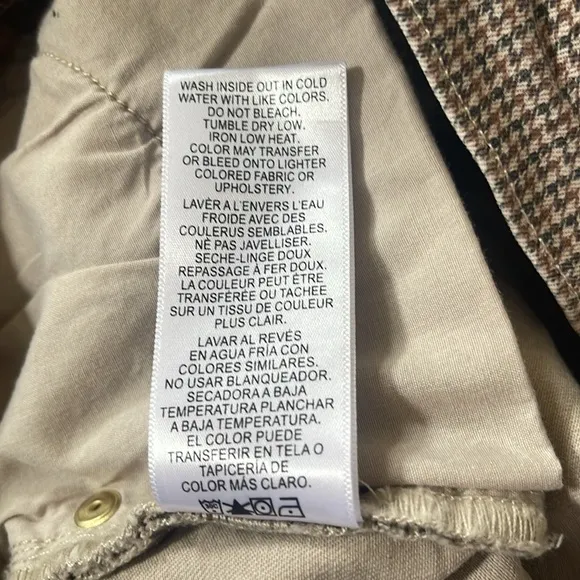 WASH INSIDE OUT IN COLD
WATER WITH LIKE COLORS.
DO NOT BLEACH.
TUMBLE DRY LOW.
IRON LOW HEAT.
COLOR MAY TRANSFER
OR BLEED ONTO LIGHTER
COLORED FABRIC OR
UPHOLSTERY.
LAVÈR A L'ENVERS L'EAU
FROIDE AVEC DES
COULERUS SEMBLABLES.
NÈ PAS JAVELLISER.
SECHE-LINGE DOUX
REPASSAGE À FER DOUX.
LA COULEUR PEUT ÊTRE
TRANSFÉRÉE OU TACHEE
SUR UN TISSU DE COULEUR
PLUS CLAIR.
LAVAR AL REVÉS
EN AGUA FRÍA CON
COLORES SIMILARES.
NO USAR BLANQUEADOR.
SECADORA A BAJA
TEMPERATURA PLANCHAR
A BAJA TEMPERATURA.
EL COLOR PUEDE
TRANSFERIR EN TELA O
TAPICERÍA DE
COLOR MÁS CLARO.